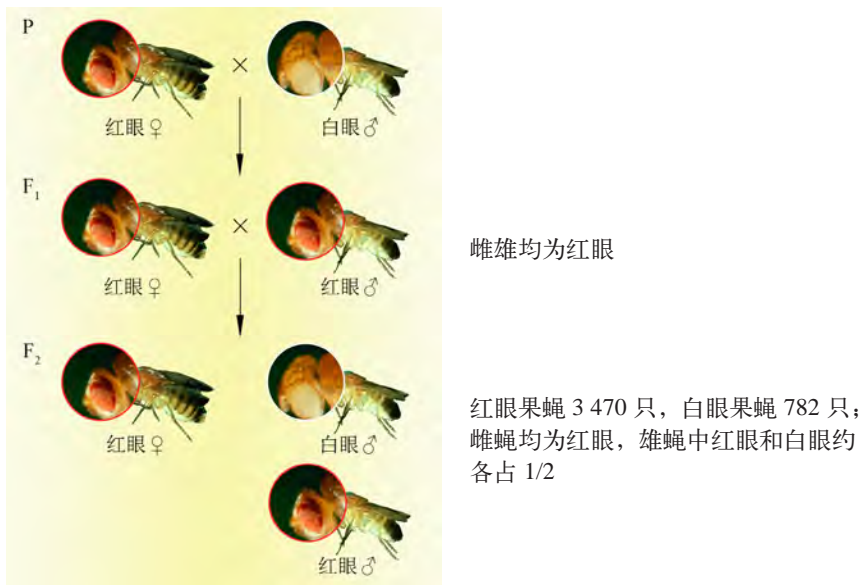 P
×
红眼♀ 白眼♂
F₁
×
雌雄均为红眼
红眼♀ 红眼♂
F₂
红眼果蝇 3 470 只，白眼果蝇 782 只；
红眼♀ 白眼♂
雌蝇均为红眼，雄蝇中红眼和白眼约
各占 1/2
红眼♂